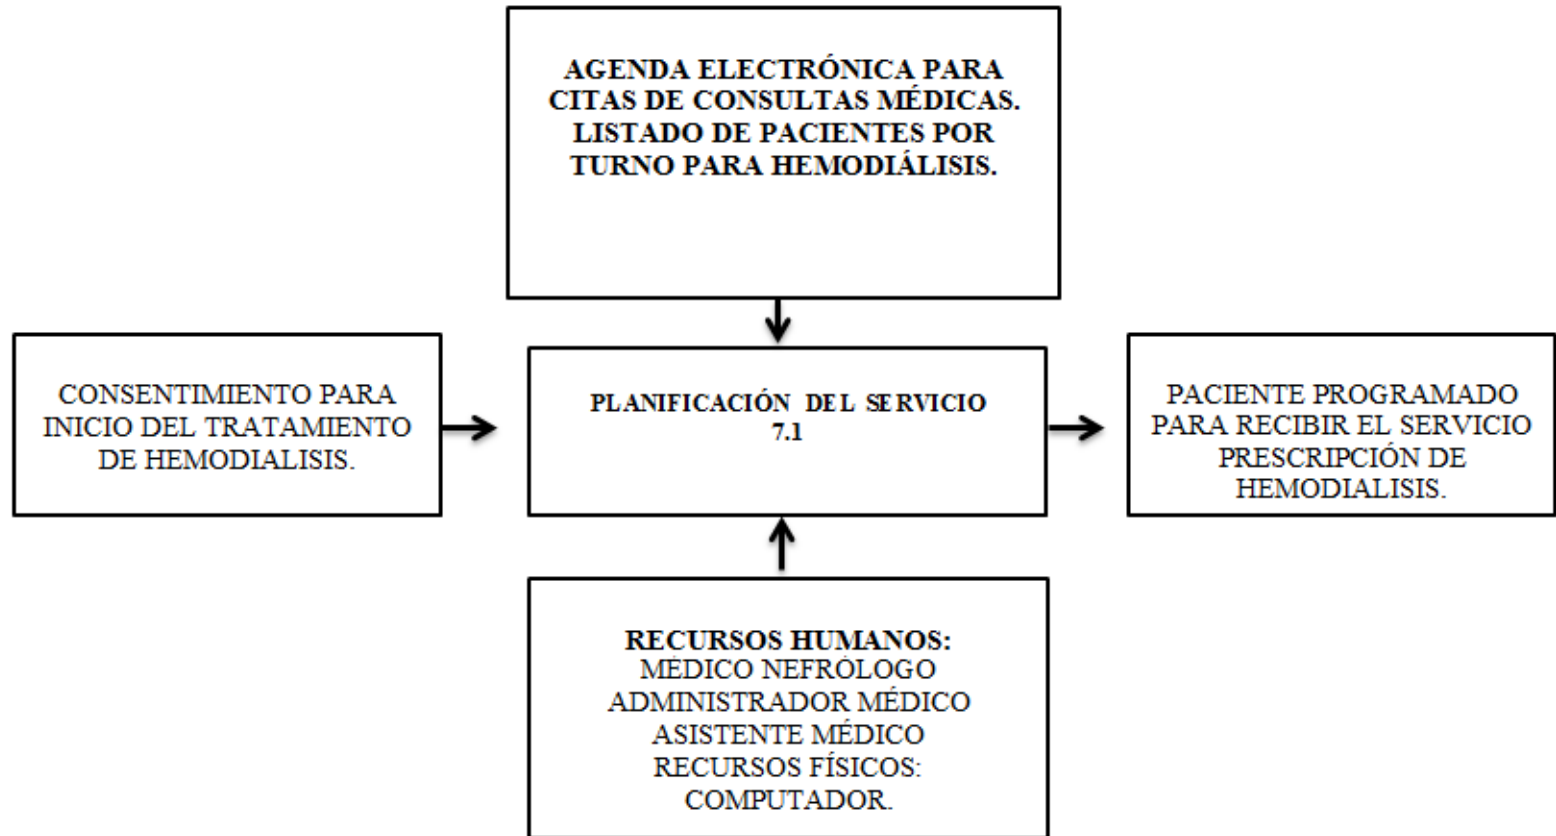 AGENDA ELECTRÓNICA PARA
CITAS DE CONSULTAS MÉDICAS.
LISTADO DE PACIENTES POR
TURNO PARA HEMODIÁLISIS.
CONSENTIMIENTO PARA
INICIO DEL TRATAMIENTO
DE HEMODIALISIS.
PLANIFICACIÓN DEL SERVICIO
7.1
PACIENTE PROGRAMADO
PARA RECIBIR EL SERVICIO
PRESCRIPCIÓN DE
HEMODIALISIS.
RECURSOS HUMANOS:
MÉDICO NEFRÓLOGO
ADMINISTRADOR MÉDICO
ASISTENTE MÉDICO
RECURSOS FÍSICOS:
COMPUTADOR.